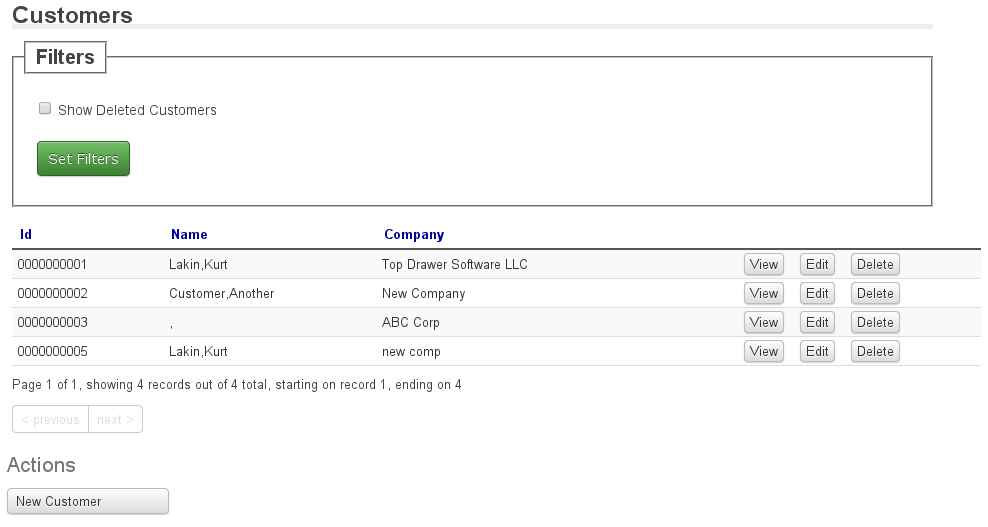 Customers
Filters
Show Deleted Customers
Set Filters
Id Name Company
0000000001 Lakin,Kurt Top Drawer Software LLC View Edit Delete
0000000002 Customer,Another New Company View Edit Delete
0000000003 , ABC Corp View Edit Delete
0000000005 Lakin,Kurt new comp View Edit Delete
Page 1 of 1, showing 4 records out of 4 total, starting on record 1, ending on 4
< previous next >
Actions
New Customer